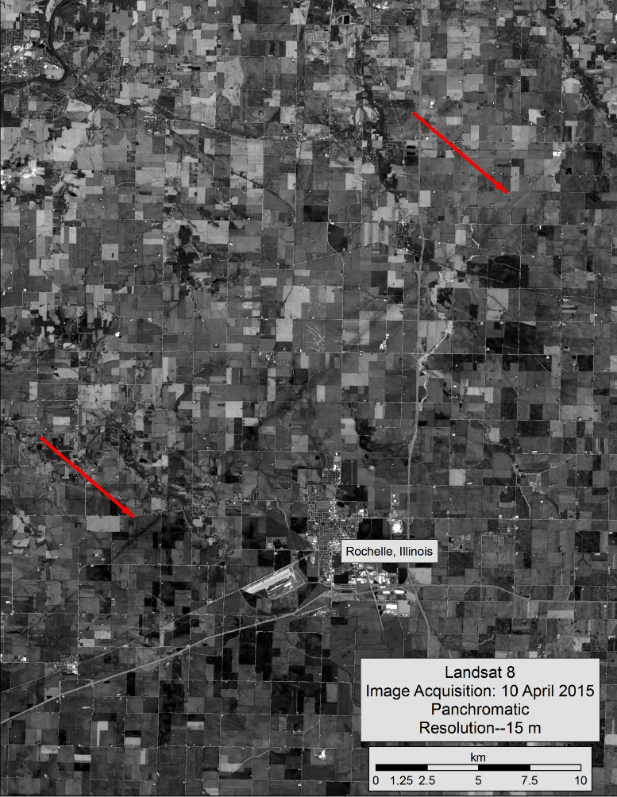 Rochelle, Illinois
Landsat 8
Image Acquisition: 10 April 2015
Panchromatic
Resolution--15 m
km
0 1.25 2.5 5 7.5 10